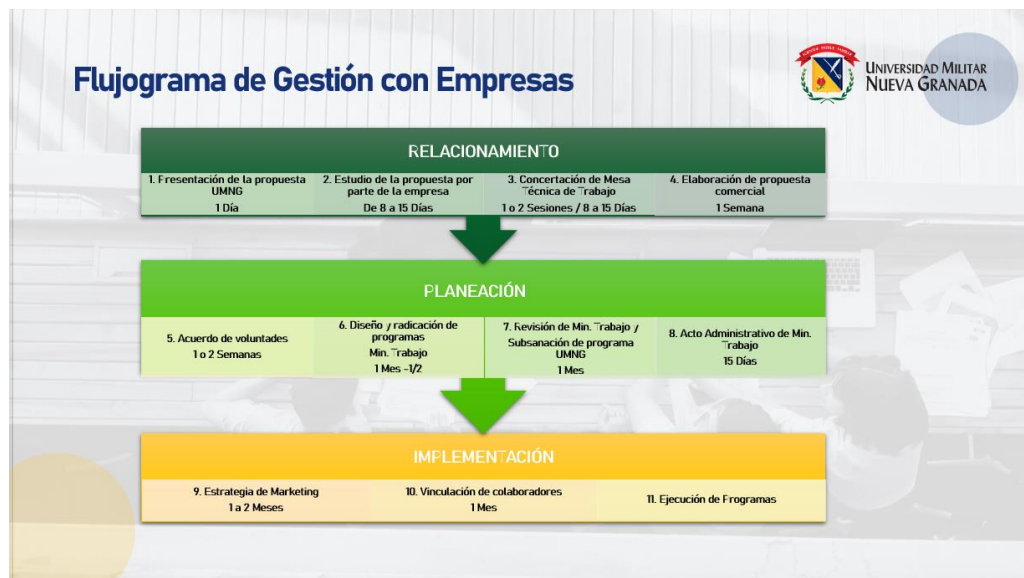 Flujograma de Gestión con Empresas
UNIVERSIDAD MILITAR
NUEVA GRANADA
RELACIONAMIENTO
1. Presentación de la propuesta
UMNG
1 Día
2. Estudio de la propuesta por
parte de la empresa
De 8 a 15 Días
3. Concertación de Mesa
Técnica de Trabajo
1 o 2 Sesiones / 8 a 15 Días
4. Elaboración de propuesta
comercial
1 Semana
PLANEACIÓN
5. Acuerdo de voluntades
1 o 2 Semanas
6. Diseño y radicación de
programas
Min. Trabajo
1 Mes -1/2
7. Revisión de Min. Trabajo y
Subsanación de programa
UMNG
1 Mes
8. Acto Administrativo de Min.
Trabajo
15 Días
IMPLEMENTACIÓN
9. Estrategia de Marketing
1 a 2 Meses
10. Vinculación de colaboradores
1 Mes
11. Ejecución de Programas